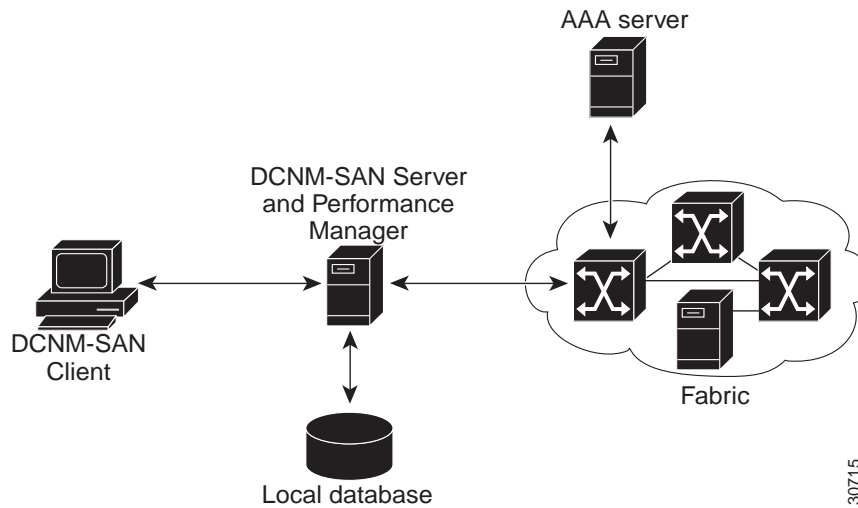 AAA server
DCNM-SAN Server
and Performance
Manager
DCNM-SAN
Client
Fabric
Local database
30715